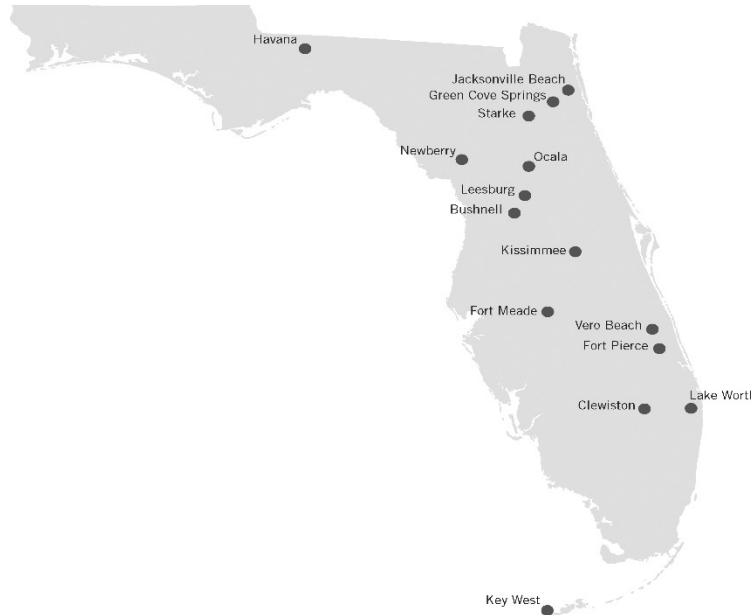 Havana
Jacksonville Beach
Green Cove Springs
Starke
Newberry
Ocala
Leesburg
Bushnell
Kissimmee
Fort Meade
Vero Beach
Fort Pierce
Clewiston
Lake Wort
Key West